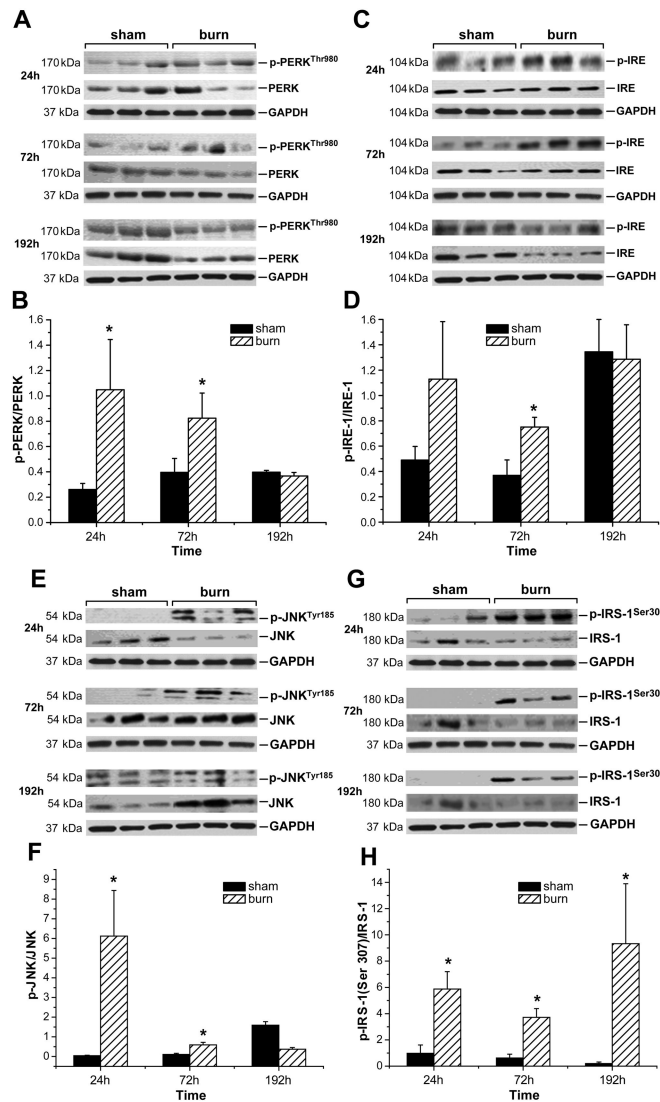 A
sham burn
24h
170 kDa p-PERKThr980
170 kDa PERK
37 kDa GAPDH
72h
170 kDa p-PERKThr980
170 kDa PERK
37 kDa GAPDH
192h
170 kDa p-PERKThr980
170 kDa PERK
37 kDa GAPDH
C
sham burn
24h
104 kDa p-IRE
104 kDa IRE
104 kDa GAPDH
72h
104 kDa p-IRE
104 kDa IRE
104 kDa GAPDH
192h
104 kDa p-IRE
104 kDa IRE
104 kDa GAPDH
B
p-PERK/PERK
1.6
1.4
1.2
1.0
0.8
0.6
0.4
0.2
0.0
sham
burn
*
*
24h 72h 192h
Time
D
p-IRE-1/IRE-1
1.6
1.4
1.2
1.0
0.8
0.6
0.4
0.2
0.0
sham
burn
*
24h 72h 192h
Time
E
sham burn
24h
54 kDa p-JNKTyr185
54 kDa JNK
37 kDa GAPDH
72h
54 kDa p-JNKTyr185
54 kDa JNK
37 kDa GAPDH
192h
54 kDa p-JNKTyr185
54 kDa JNK
37 kDa GAPDH
G
sham burn
24h
180 kDa p-IRS-1Ser30
180 kDa IRS-1
37 kDa GAPDH
72h
180 kDa p-IRS-1Ser30
180 kDa IRS-1
37 kDa GAPDH
192h
180 kDa p-IRS-1Ser30
180 kDa IRS-1
37 kDa GAPDH
F
p-JNK/JNK
9
8
7
6
5
4
3
2
1
0
sham
burn
*
*
24h 72h 192h
Time
H
p-IRS-1(Ser 307)/IRS-1
14
12
10
8
6
4
2
0
sham
burn
*
*
*
24h 72h 192h
Time